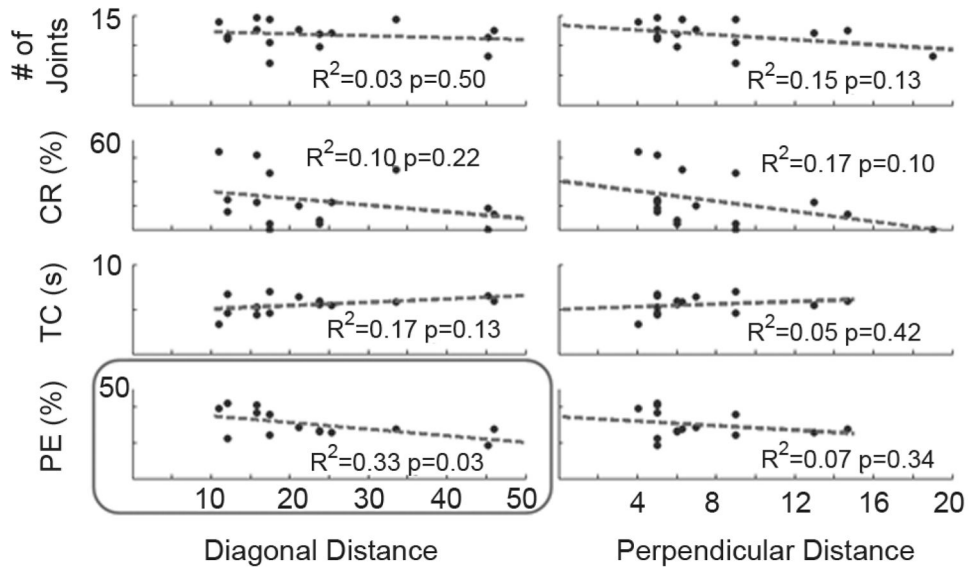 # of
Joints
15
R²=0.03 p=0.50
R²=0.15 p=0.13
CR (%)
60
R²=0.10 p=0.22
R²=0.17 p=0.10
TC (s)
10
R²=0.17 p=0.13
R²=0.05 p=0.42
PE (%)
50
R²=0.33 p=0.03
R²=0.07 p=0.34
10 20 30 40 50
4 8 12 16 20
Diagonal Distance
Perpendicular Distance